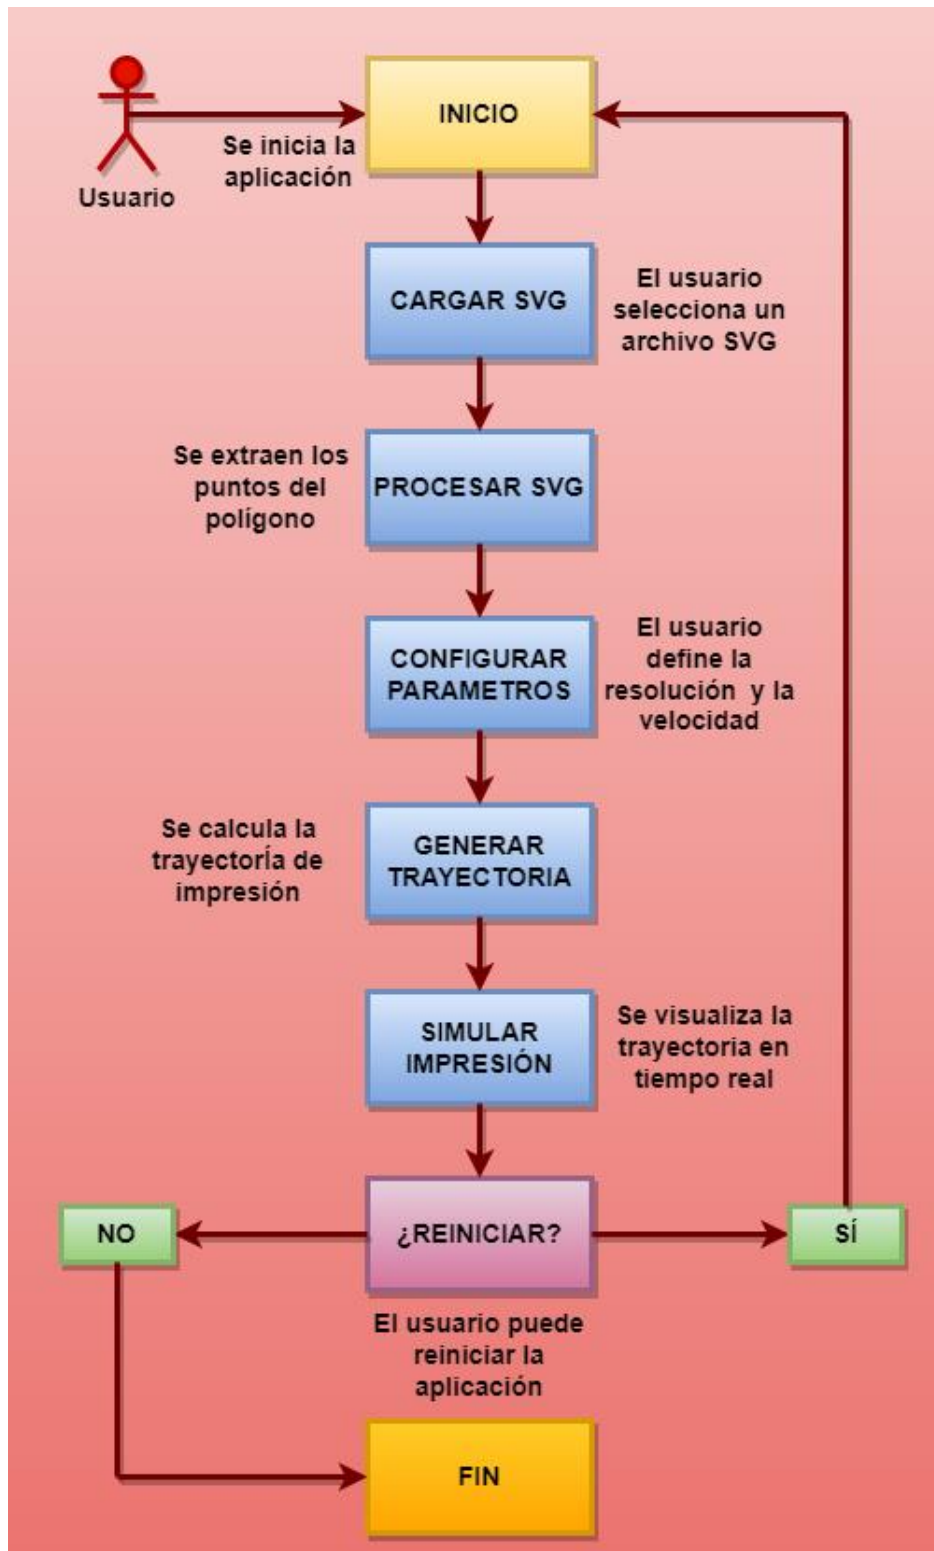 INICIO
Se inicia la
aplicación
Usuario
CARGAR SVG
El usuario
selecciona un
archivo SVG
Se extraen los
puntos del
polígono
PROCESAR SVG
CONFIGURAR
PARAMETROS
El usuario
define la
resolución y la
velocidad
Se calcula la
trayectoría de
impresión
GENERAR
TRAYECTORIA
SIMULAR
IMPRESIÓN
Se visualiza la
trayectoria en
tiempo real
NO
¿REINICIAR?
SÍ
El usuario puede
reiniciar la
aplicación
FIN